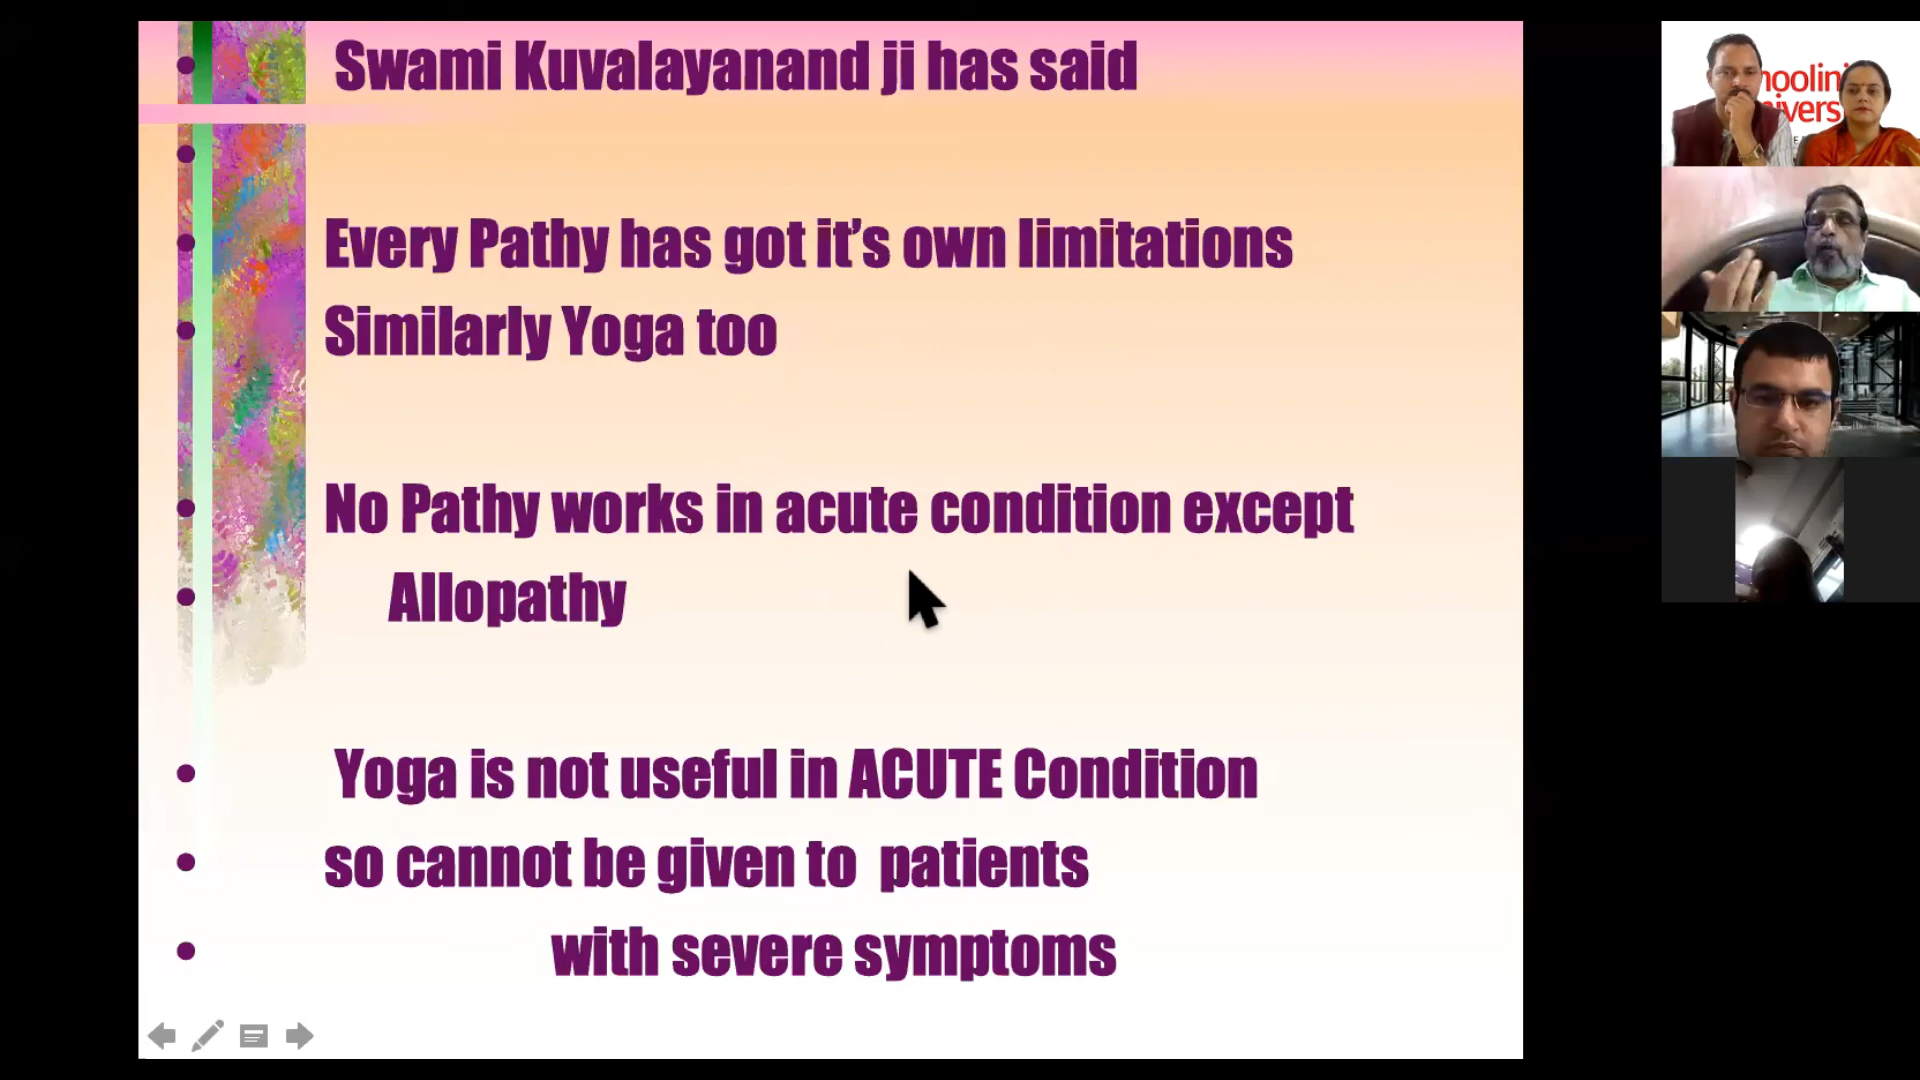 Swami Kuvalayanand ji has said
Every Pathy has got it's own limitations
Similarly Yoga too
No Pathy works in acute condition except
Allopathy
Yoga is not useful in ACUTE Condition
so cannot be given to patients
with severe symptoms
hoolini
ivers